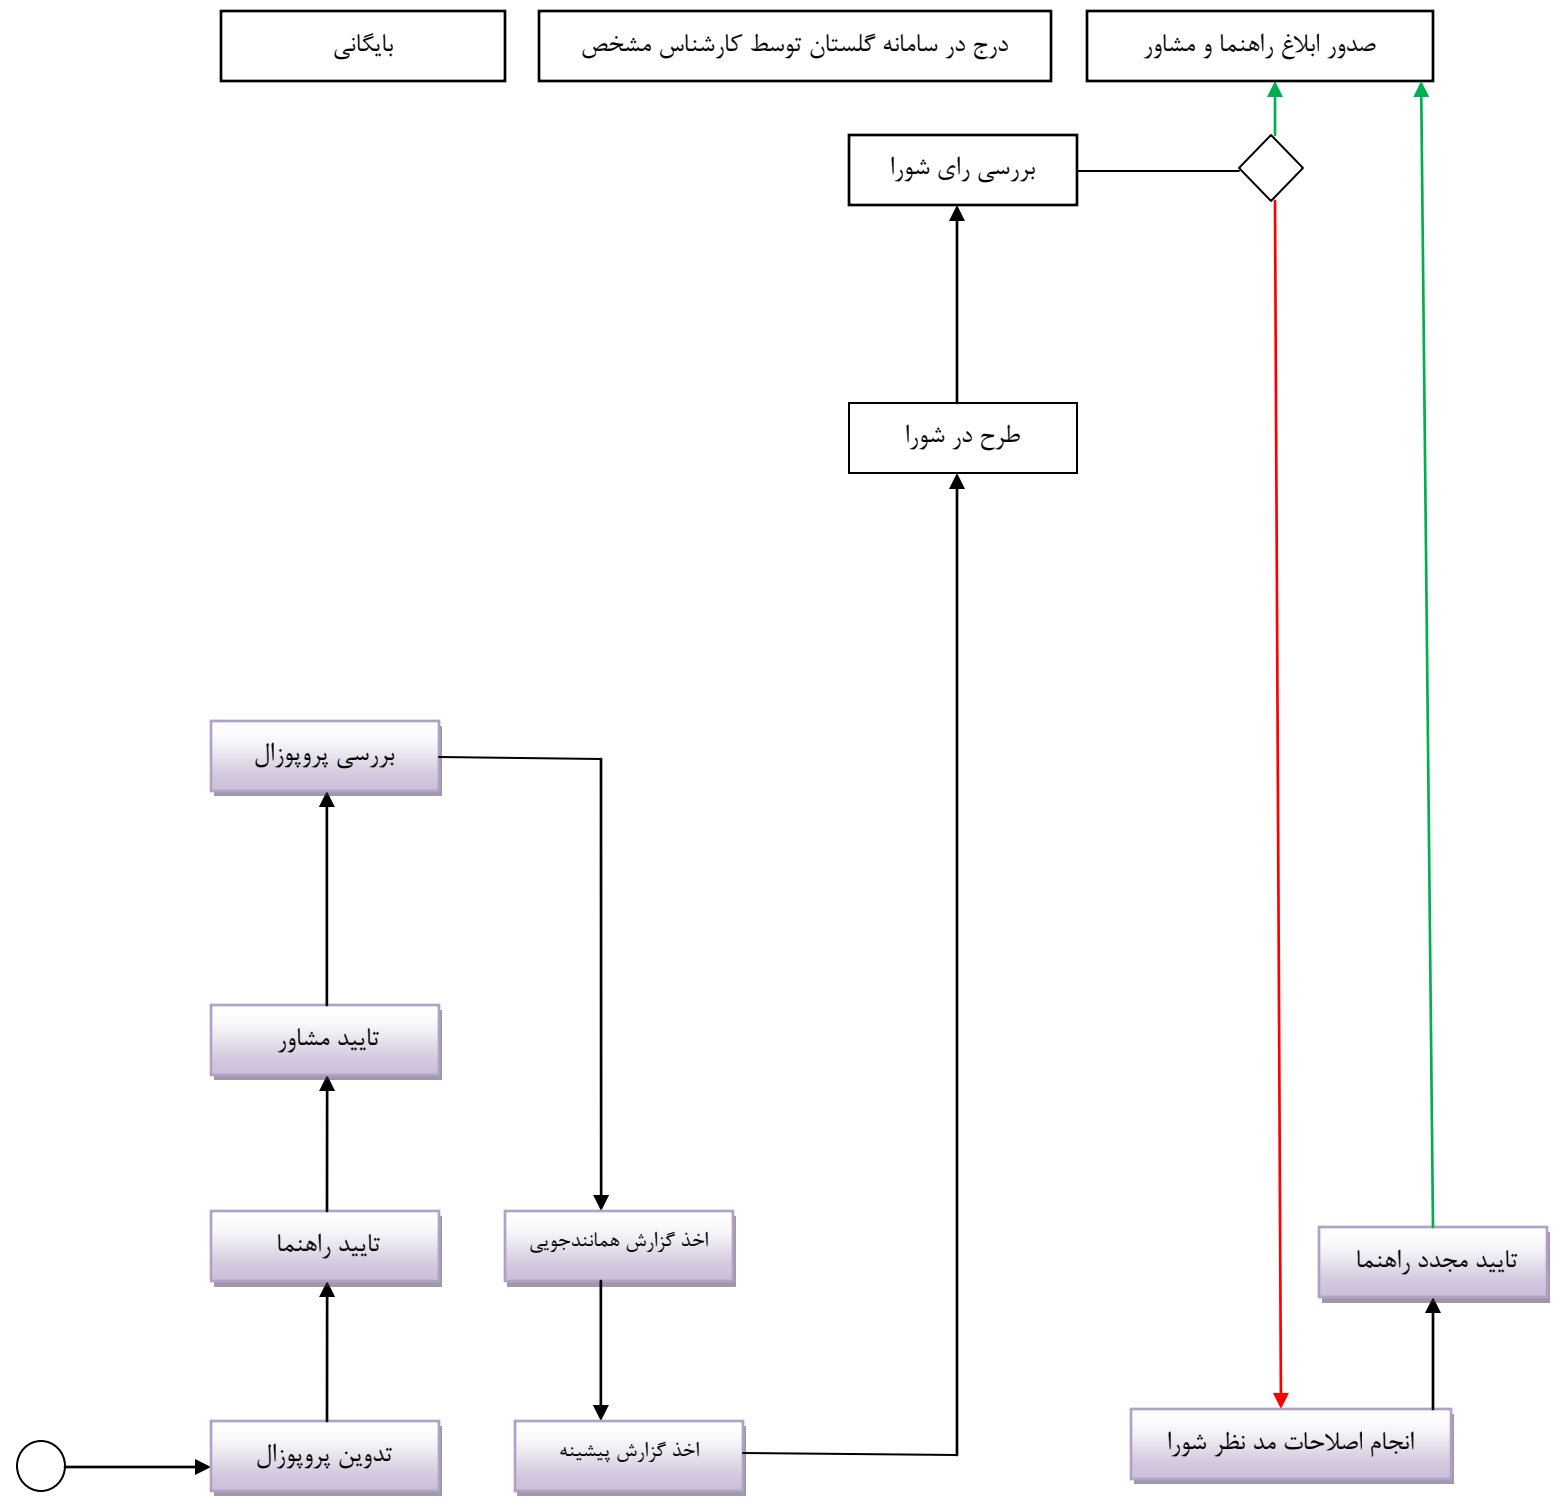 صدور ابلاغ راهنما و مشاور
درج در سامانه گلستان توسط کارشناس مشخص
بایگانی
بررسی رای شورا
طرح در شورا
بررسی پروپوزال
تایید مشاور
تایید مجدد راهنما
اخذ گزارش همانندجویی
تایید راهنما
انجام اصلاحات مد نظر شورا
اخذ گزارش پیشینه
تدوین پروپوزال